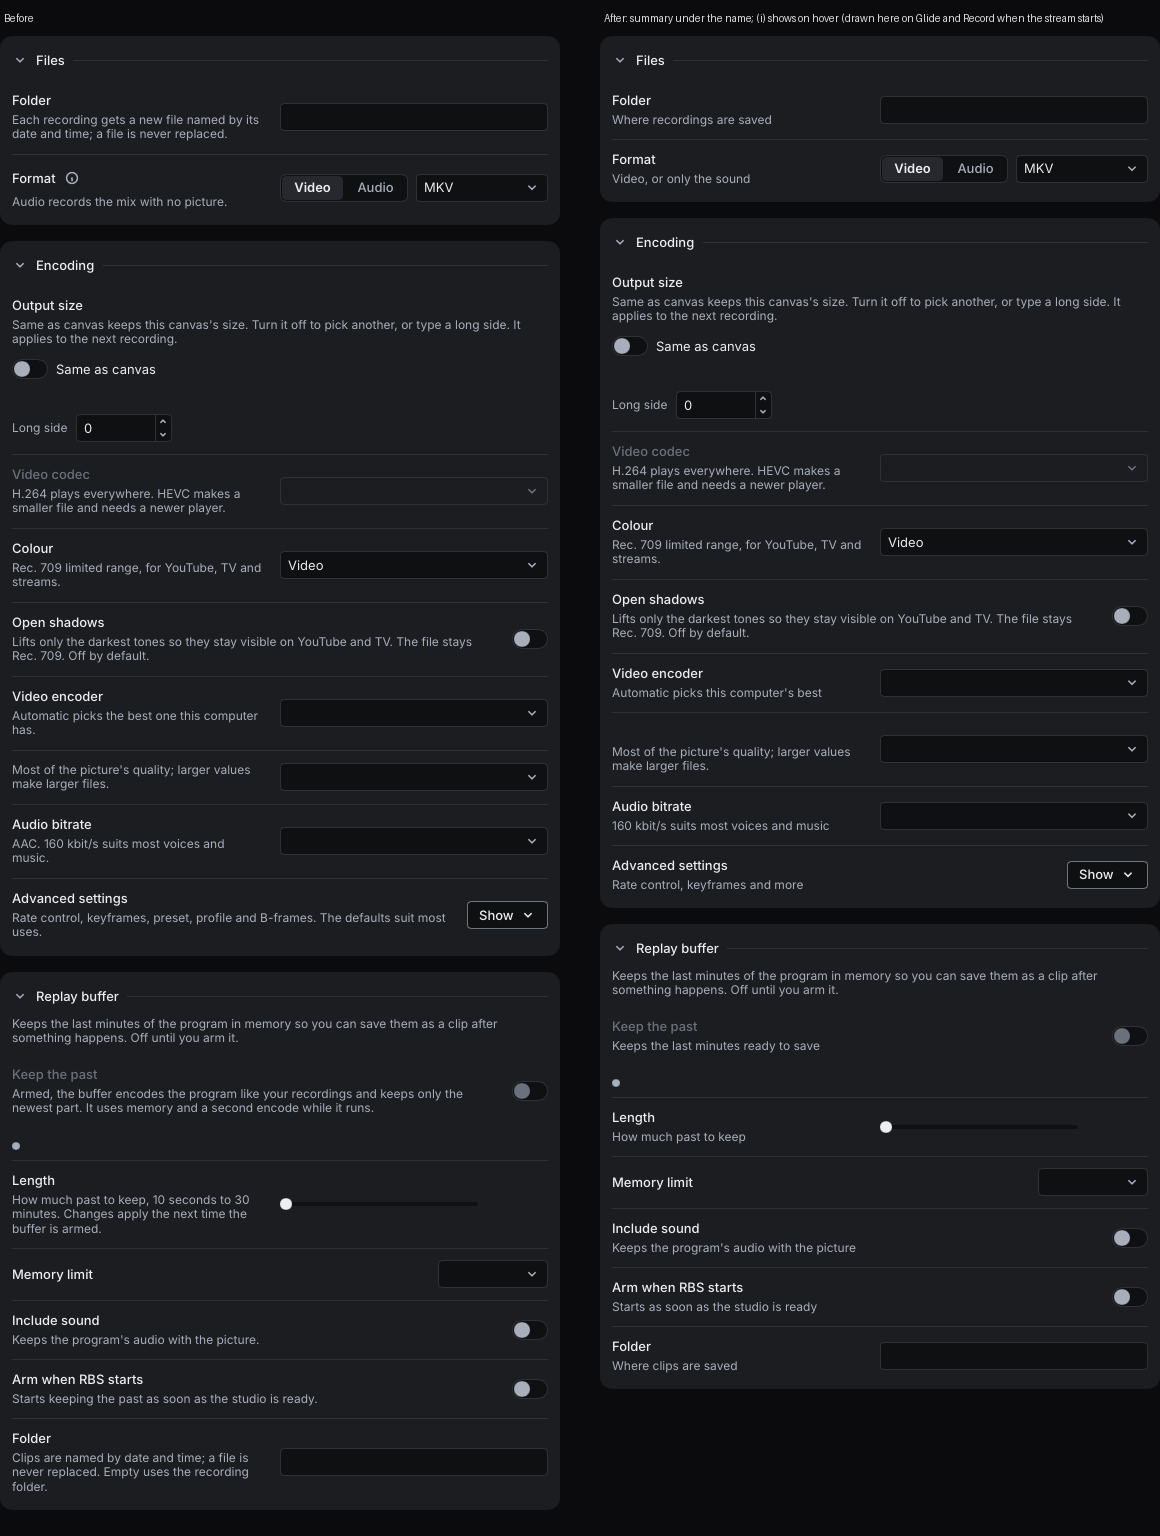 Before
Files
Folder
Each recording gets a new file named by its
date and time; a file is never replaced.
Format
Audio records the mix with no picture.
Video
Audio
MKV
Encoding
Output size
Same as canvas keeps this canvas's size. Turn it off to pick another, or type a long side. It
applies to the next recording.
Same as canvas
Long side
0
Video codec
H.264 plays everywhere. HEVC makes a
smaller file and needs a newer player.
Colour
Rec. 709 limited range, for YouTube, TV and
streams.
Video
Open shadows
Lifts only the darkest tones so they stay visible on YouTube and TV. The file stays
Rec. 709. Off by default.
Video encoder
Automatic picks the best one this computer
has.
Most of the picture's quality; larger values
make larger files.
Audio bitrate
AAC. 160 kbit/s suits most voices and
music.
Advanced settings
Rate control, keyframes, preset, profile and B-frames. The defaults suit most
uses.
Show
Replay buffer
Keeps the last minutes of the program in memory so you can save them as a clip after
something happens. Off until you arm it.
Keep the past
Armed, the buffer encodes the program like your recordings and keeps only the
newest part. It uses memory and a second encode while it runs.
Length
How much past to keep, 10 seconds to 30
minutes. Changes apply the next time the
buffer is armed.
Memory limit
Include sound
Keeps the program's audio with the picture.
Arm when RBS starts
Starts keeping the past as soon as the studio is ready.
Folder
Clips are named by date and time; a file is
never replaced. Empty uses the recording
folder.
After: summary under the name; (i) shows on hover (drawn here on Glide and Record when the stream starts)
Files
Folder
Where recordings are saved
Format
Video, or only the sound
Video
Audio
MKV
Encoding
Output size
Same as canvas keeps this canvas's size. Turn it off to pick another, or type a long side. It
applies to the next recording.
Same as canvas
Long side
0
Video codec
H.264 plays everywhere. HEVC makes a
smaller file and needs a newer player.
Colour
Rec. 709 limited range, for YouTube, TV and
streams.
Video
Open shadows
Lifts only the darkest tones so they stay visible on YouTube and TV. The file stays
Rec. 709. Off by default.
Video encoder
Automatic picks this computer's best
Most of the picture's quality; larger values
make larger files.
Audio bitrate
160 kbit/s suits most voices and music
Advanced settings
Rate control, keyframes and more
Show
Replay buffer
Keeps the last minutes of the program in memory so you can save them as a clip after
something happens. Off until you arm it.
Keep the past
Keeps the last minutes ready to save
Length
How much past to keep
Memory limit
Include sound
Keeps the program's audio with the picture
Arm when RBS starts
Starts as soon as the studio is ready
Folder
Where clips are saved